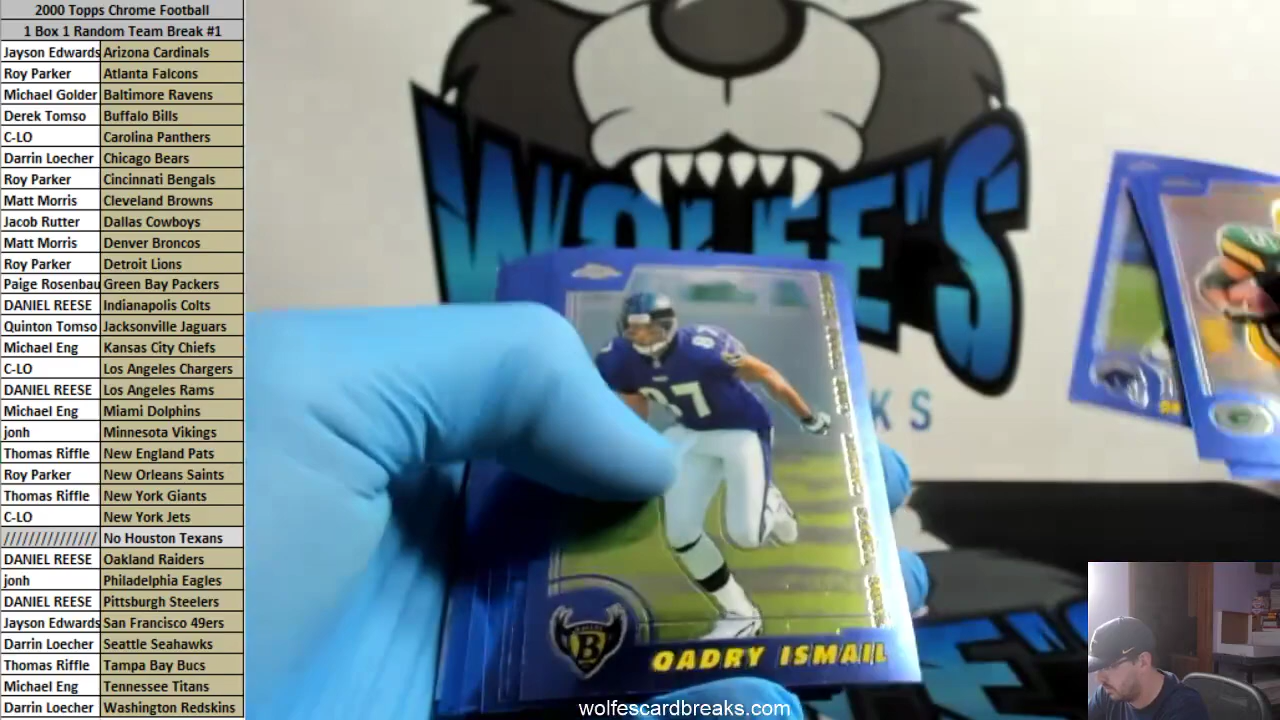 2000 Topps Chrome Football
1 Box 1 Random Team Break #1
Jayson Edwards Arizona Cardinals
Roy Parker Atlanta Falcons
Michael Golder Baltimore Ravens
Derek Tomso Buffalo Bills
C-LO Carolina Panthers
Darrin Loecher Chicago Bears
Roy Parker Cincinnati Bengals
Matt Morris Cleveland Browns
Jacob Rutter Dallas Cowboys
Matt Morris Denver Broncos
Roy Parker Detroit Lions
Paige Rosenbau Green Bay Packers
DANIEL REESE Indianapolis Colts
Quinton Tomso Jacksonville Jaguars
Michael Eng Kansas City Chiefs
C-LO Los Angeles Chargers
DANIEL REESE Los Angeles Rams
Michael Eng Miami Dolphins
jonh Minnesota Vikings
Thomas Riffle New England Pats
Roy Parker New Orleans Saints
Thomas Riffle New York Giants
C-LO New York Jets
/////////////// No Houston Texans
DANIEL REESE Oakland Raiders
jonh Philadelphia Eagles
DANIEL REESE Pittsburgh Steelers
Jayson Edwards San Francisco 49ers
Darrin Loecher Seattle Seahawks
Thomas Riffle Tampa Bay Bucs
Michael Eng Tennessee Titans
Darrin Loecher Washington Redskins
WOLFE'S
KS
87
87
B
QADRY ISMAIL
wolfescardbreaks.com